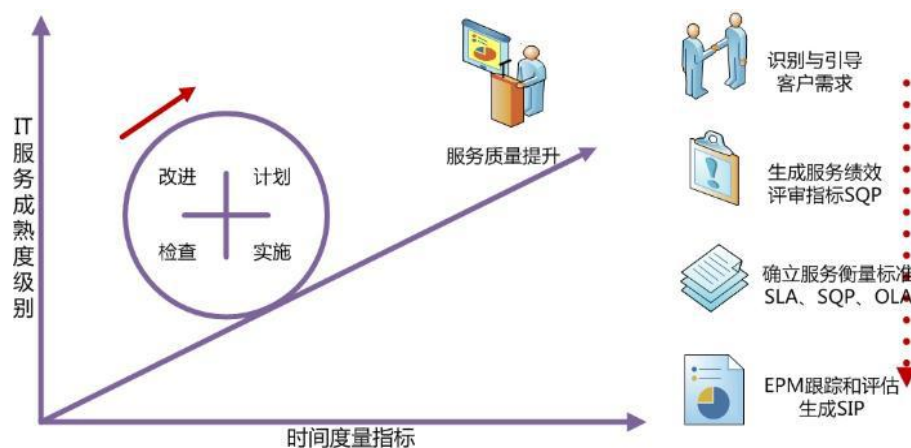 IT服务成熟度级别
改进 计划
检查 实施
服务质量提升
时间度量指标
识别与引导
客户需求
生成服务绩效
评审指标SQP
确立服务衡量标准
SLA、SQP、OLA
EPM跟踪和评估
生成SIP